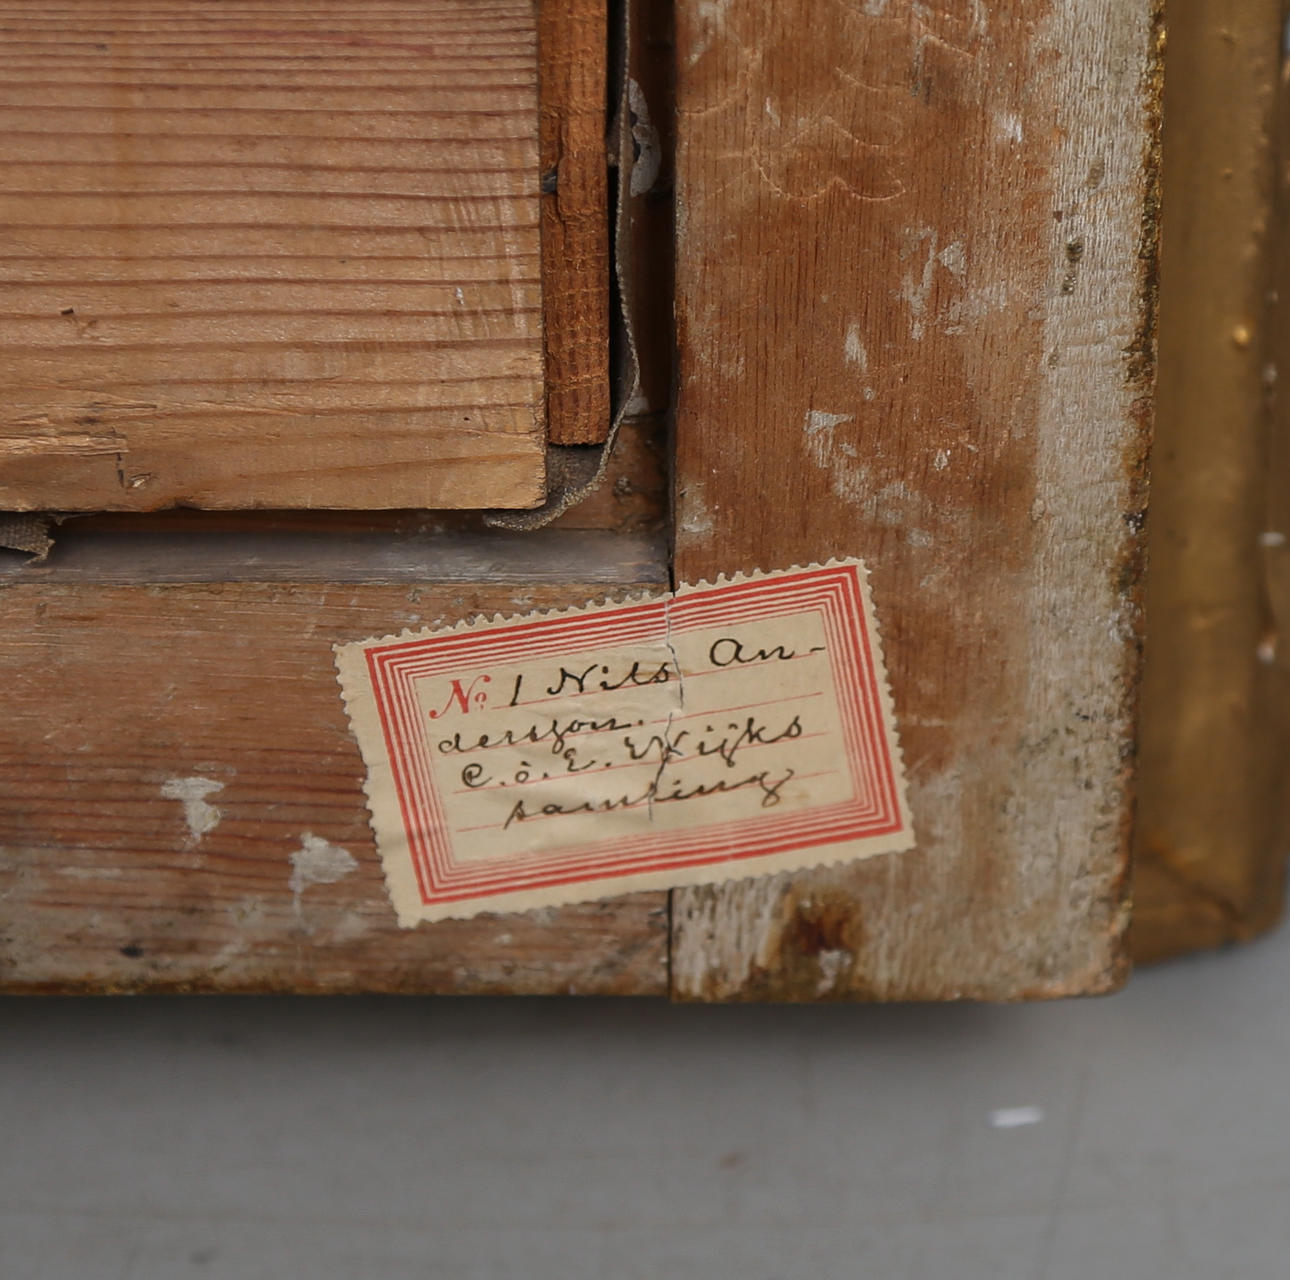 No. 1 Nils An-
dersson.
C. o. E. Wijks
samling